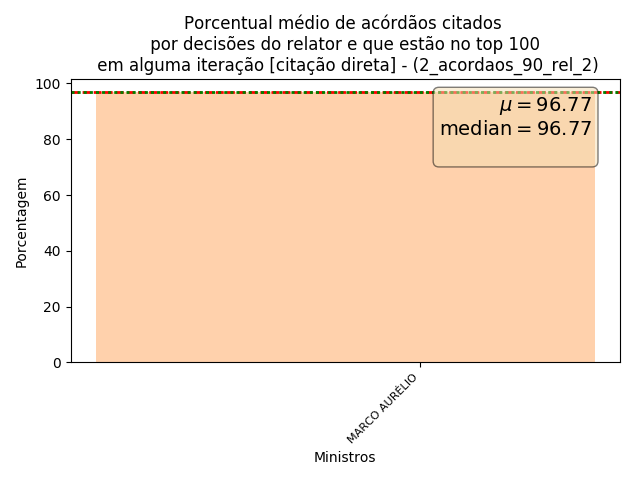 Porcentual médio de acórdãos citados
por decisões do relator e que estão no top 100
em alguma iteração [citação direta] - (2_acordaos_90_rel_2)
100
80
60
40
20
0
Porcentagem
μ = 96.77
median = 96.77
MARCO AURÉLIO
Ministros